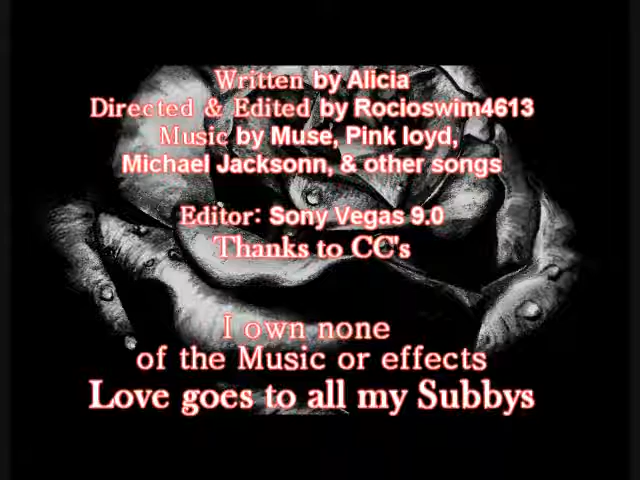 Written by Alicia
Directed & Edited by Rocioswim4613
Music by Muse, Pink loyd,
Michael Jacksonn, & other songs
Editor: Sony Vegas 9.0
Thanks to CC's
I own none
of the Music or effects
Love goes to all my Subbys